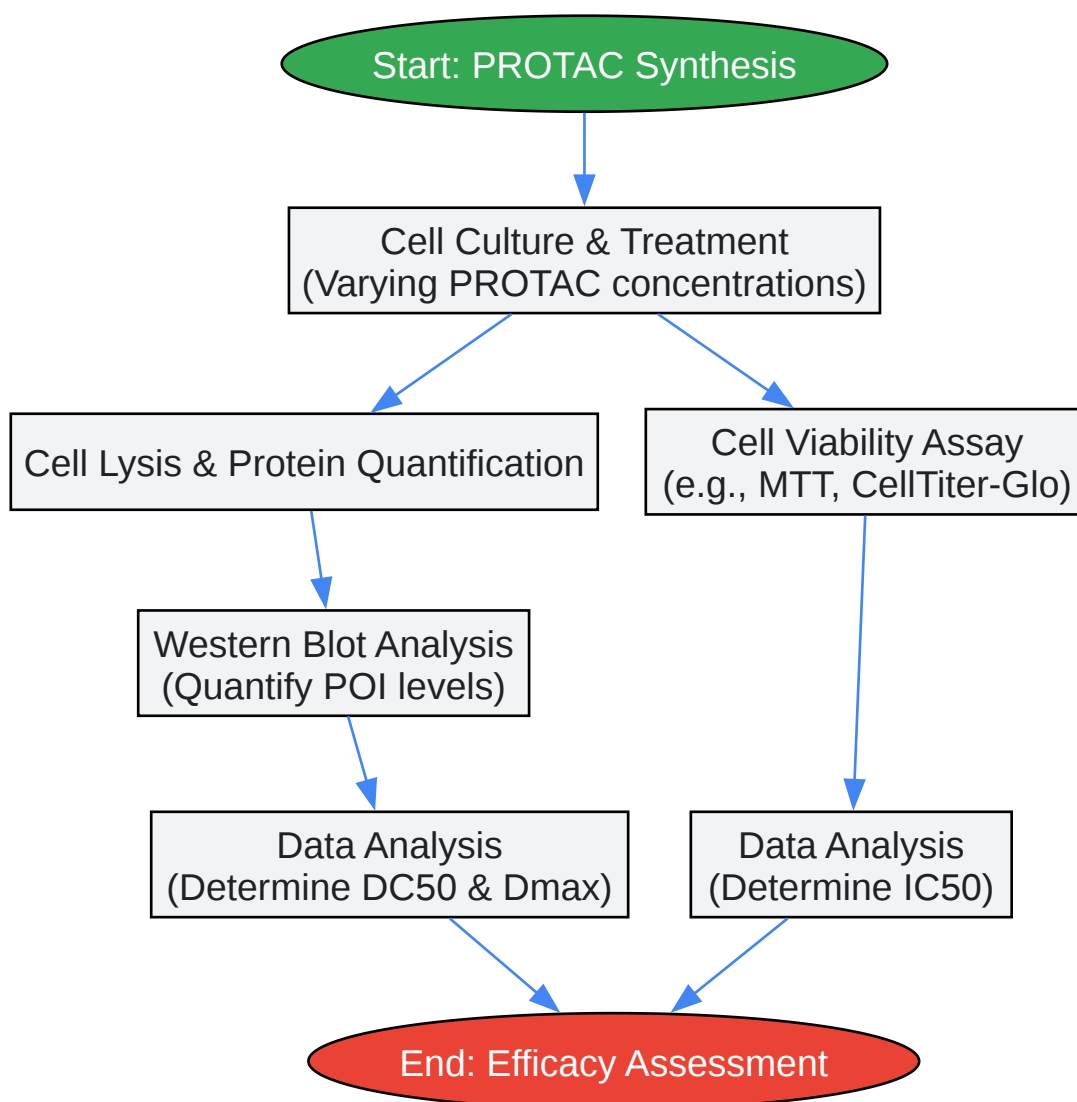 Start: PROTAC Synthesis
Cell Culture & Treatment
(Varying PROTAC concentrations)
Cell Lysis & Protein Quantification
Cell Viability Assay
(e.g., MTT, CellTiter-Glo)
Western Blot Analysis
(Quantify POI levels)
Data Analysis
(Determine DC50 & Dmax)
Data Analysis
(Determine IC50)
End: Efficacy Assessment